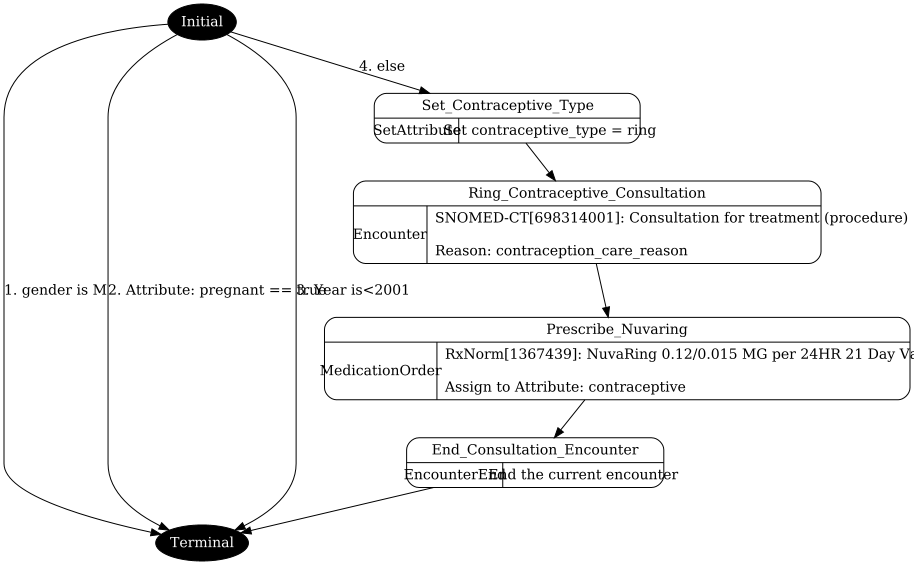 Initial
4. else
Set_Contraceptive_Type
SetAttribute
Set contraceptive_type = ring
Ring_Contraceptive_Consultation
SNOMED-CT[698314001]: Consultation for treatment (procedure)
Encounter
Reason: contraception_care_reason
1. gender is M
2. Attribute: pregnant == true
3. Year is<2001
Prescribe_Nuvaring
RxNorm[1367439]: NuvaRing 0.12/0.015 MG per 24HR 21 Day
MedicationOrder
Assign to Attribute: contraceptive
End_Consultation_Encounter
EncounterEnd
End the current encounter
Terminal